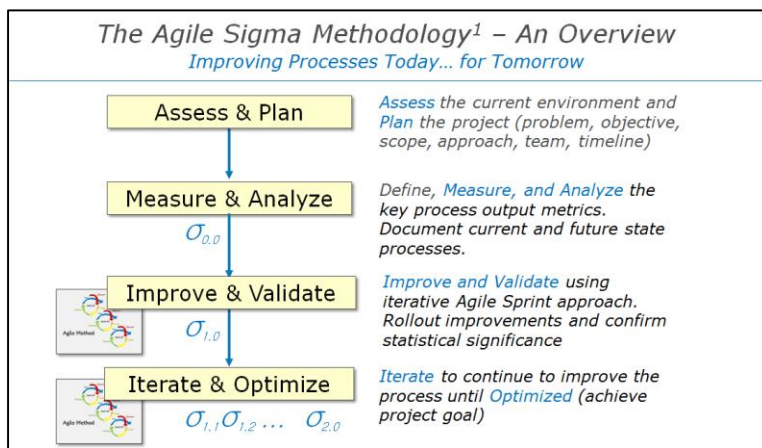 The Agile Sigma Methodology¹ – An Overview
Improving Processes Today... for Tomorrow
Assess & Plan
Assess the current environment and
Plan the project (problem, objective,
scope, approach, team, timeline)
Measure & Analyze
Define, Measure, and Analyze the
key process output metrics.
Document current and future state
processes.
σ0.0
Improve & Validate
Improve and Validate using
iterative Agile Sprint approach.
Rollout improvements and confirm
statistical significance
Agile Method
σ1.0
Iterate & Optimize
Iterate to continue to improve the
process until Optimized (achieve
project goal)
Agile Method
σ1.1 σ1.2 ... σ2.0